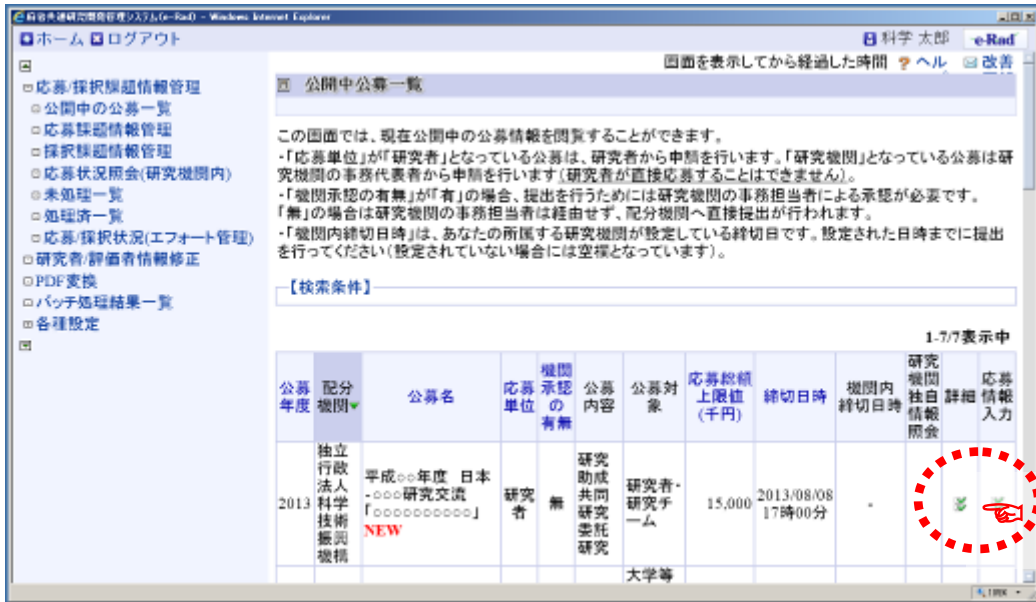 府省共通研究開発管理システム(e-Rad) - Windows Internet Explorer
ホーム ログアウト
科学 太郎 e-Rad
画面を表示してから経過した時間 ヘル 改善
応募/採択課題情報管理
公開中の公募一覧
応募課題情報管理
採択課題情報管理
応募状況照会(研究機関内)
未処理一覧
処理済一覧
応募/採択状況(エフォート管理)
研究者/評価者情報修正
PDF変換
バッチ処理結果一覧
各種設定
公開中公募一覧
この画面では、現在公開中の公募情報を閲覧することができます。
・「応募単位」が「研究者」となっている公募は、研究者から申請を行います。「研究機関」となっている公募は研
究機関の事務代表者から申請を行います(研究者が直接応募することはできません)。
・「機関承認の有無」が「有」の場合、提出を行うためには研究機関の事務担当者による承認が必要です。
「無」の場合は研究機関の事務担当者は経由せず、配分機関へ直接提出が行われます。
・「機関内締切日時」は、あなたの所属する研究機関が設定している締切日です。設定された日時までに提出
を行ってください(設定されていない場合には空欄となっています)。
【検索条件】
1-7/7表示中
公募
年度
配分
機関▼
公募名
応募
単位
機関
承認
の
有無
公募
内容
公募対
象
応募総額
上限値
(千円)
締切日時
機関内
締切日時
研究
機関
独自
情報
照会
詳細
応募
情報
入力
2013
独立
行政
法人
科学
技術
振興
機構
平成○○年度 日本
-○○○研究交流
「○○○○○○○○○○」
NEW
研究
者
無
研究
助成
共同
研究
委託
研究
研究者・
研究チ
ーム
15,000
2013/08/08
17時00分
-
大学等
100%